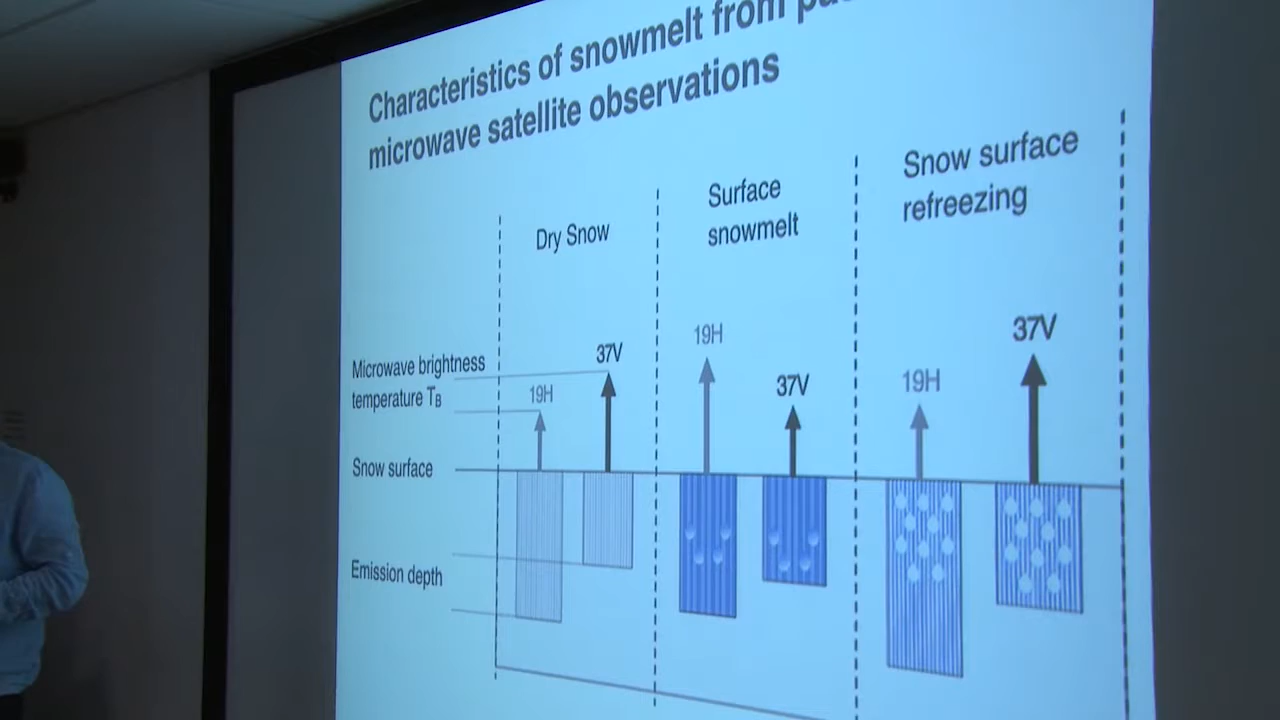 Characteristics of snowmelt from
microwave satellite observations
Dry Snow
Surface
snowmelt
Snow surface
refreezing
Microwave brightness
temperature TB
19H
37V
19H
37V
19H
37V
Snow surface
Emission depth